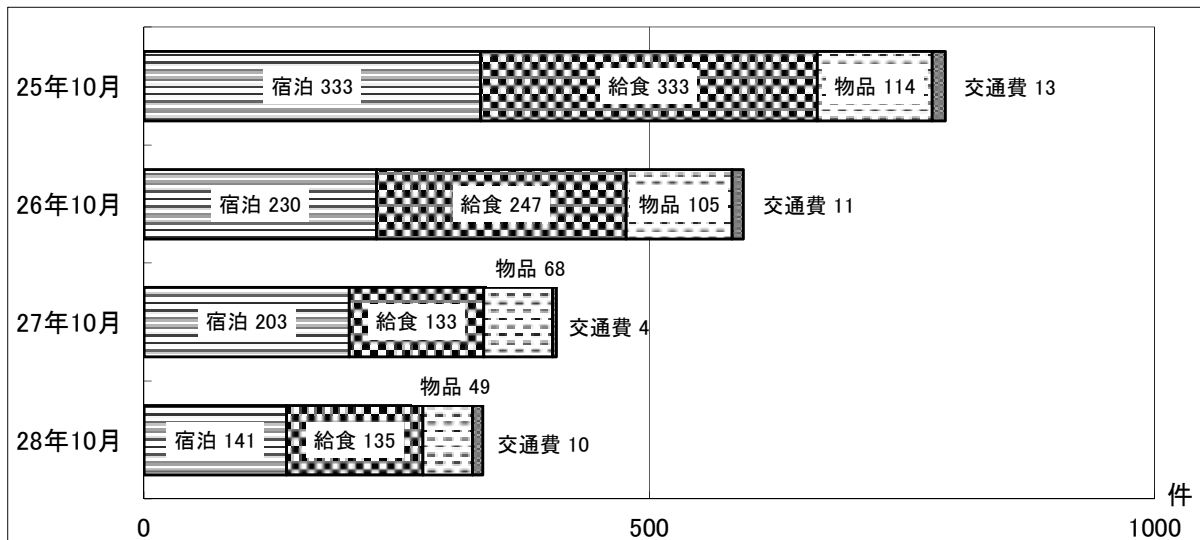 25年10月
宿泊 333
給食 333
物品 114
交通費 13
26年10月
宿泊 230
給食 247
物品 105
交通費 11
物品 68
27年10月
宿泊 203
給食 133
交通費 4
物品 49
28年10月
宿泊 141
給食 135
交通費 10
件
0
500
1000